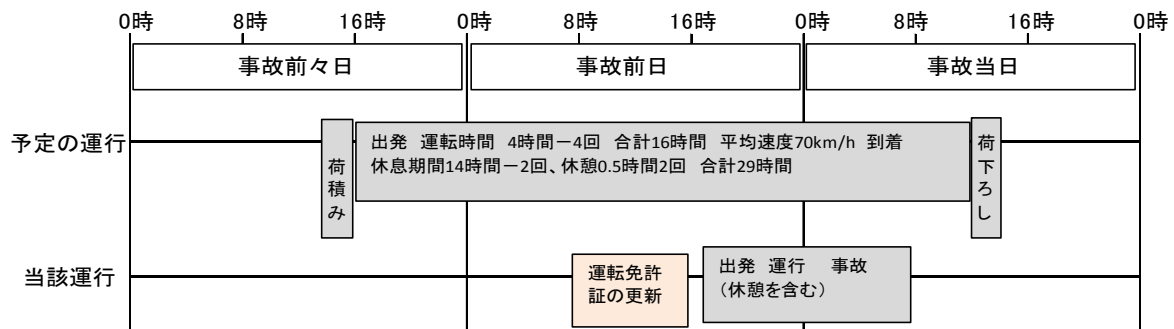 0時 8時 16時 0時 8時 16時 0時 8時 16時 0時
事故前々日 事故前日 事故当日
予定の運行
荷積み
出発 運転時間 4時間－4回 合計16時間 平均速度70km/h 到着
休息期間14時間－2回、休憩0.5時間2回 合計29時間
荷下ろし
当該運行
運転免許
証の更新
出発 運行 事故
（休憩を含む）